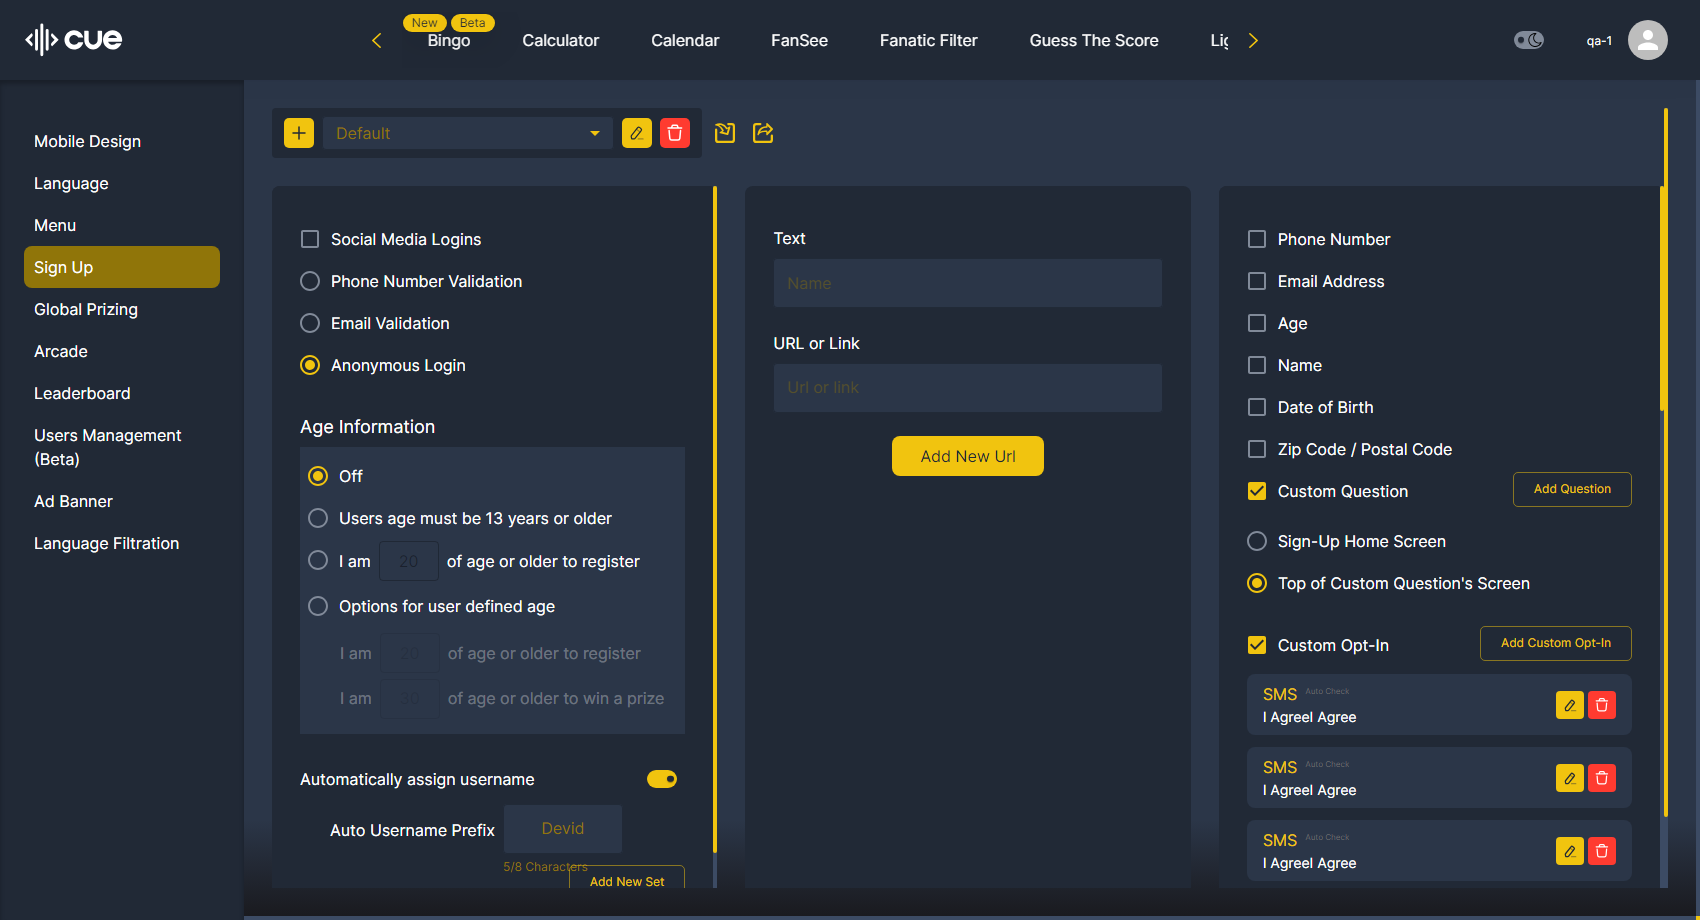 cue
New
Beta
Bingo
Calculator
Calendar
FanSee
Fanatic Filter
Guess The Score
Lig
qa-1
Mobile Design
Language
Menu
Sign Up
Global Prizing
Arcade
Leaderboard
Users Management
(Beta)
Ad Banner
Language Filtration
Default
Social Media Logins
Phone Number Validation
Email Validation
Anonymous Login
Age Information
Off
Users age must be 13 years or older
I am 20 of age or older to register
Options for user defined age
I am 20 of age or older to register
I am 30 of age or older to win a prize
Automatically assign username
Auto Username Prefix Devid
5/8 Characters
Add New Set
Text
Name
URL or Link
Url or link
Add New Url
Phone Number
Email Address
Age
Name
Date of Birth
Zip Code / Postal Code
Custom Question
Add Question
Sign-Up Home Screen
Top of Custom Question's Screen
Custom Opt-In
Add Custom Opt-In
SMS Auto Check
I AgreeI Agree
SMS Auto Check
I AgreeI Agree
SMS Auto Check
I AgreeI Agree